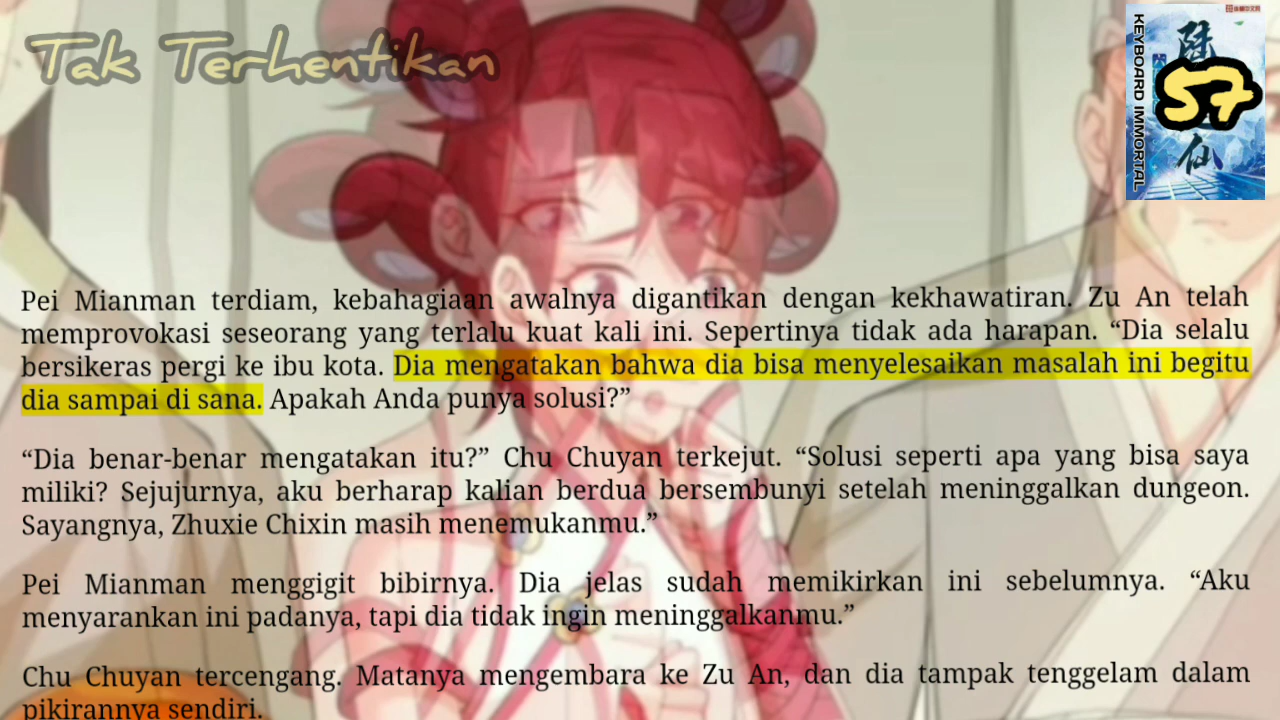 Tak Terhentikan
KEYBOARD IMMORTAL
陆
仙
57
Pei Mianman terdiam, kebahagiaan awalnya digantikan dengan kekhawatiran. Zu An telah
memprovokasi seseorang yang terlalu kuat kali ini. Sepertinya tidak ada harapan. “Dia selalu
bersikeras pergi ke ibu kota. Dia mengatakan bahwa dia bisa menyelesaikan masalah ini begitu
dia sampai di sana. Apakah Anda punya solusi?”
“Dia benar-benar mengatakan itu?” Chu Chuyan terkejut. “Solusi seperti apa yang bisa saya
miliki? Sejujurnya, aku berharap kalian berdua bersembunyi setelah meninggalkan dungeon.
Sayangnya, Zhuxie Chixin masih menemukanmu.”
Pei Mianman menggigit bibirnya. Dia jelas sudah memikirkan ini sebelumnya. “Aku
menyarankan ini padanya, tapi dia tidak ingin meninggalkanmu.”
Chu Chuyan tercengang. Matanya mengembara ke Zu An, dan dia tampak tenggelam dalam
pikirannya sendiri.